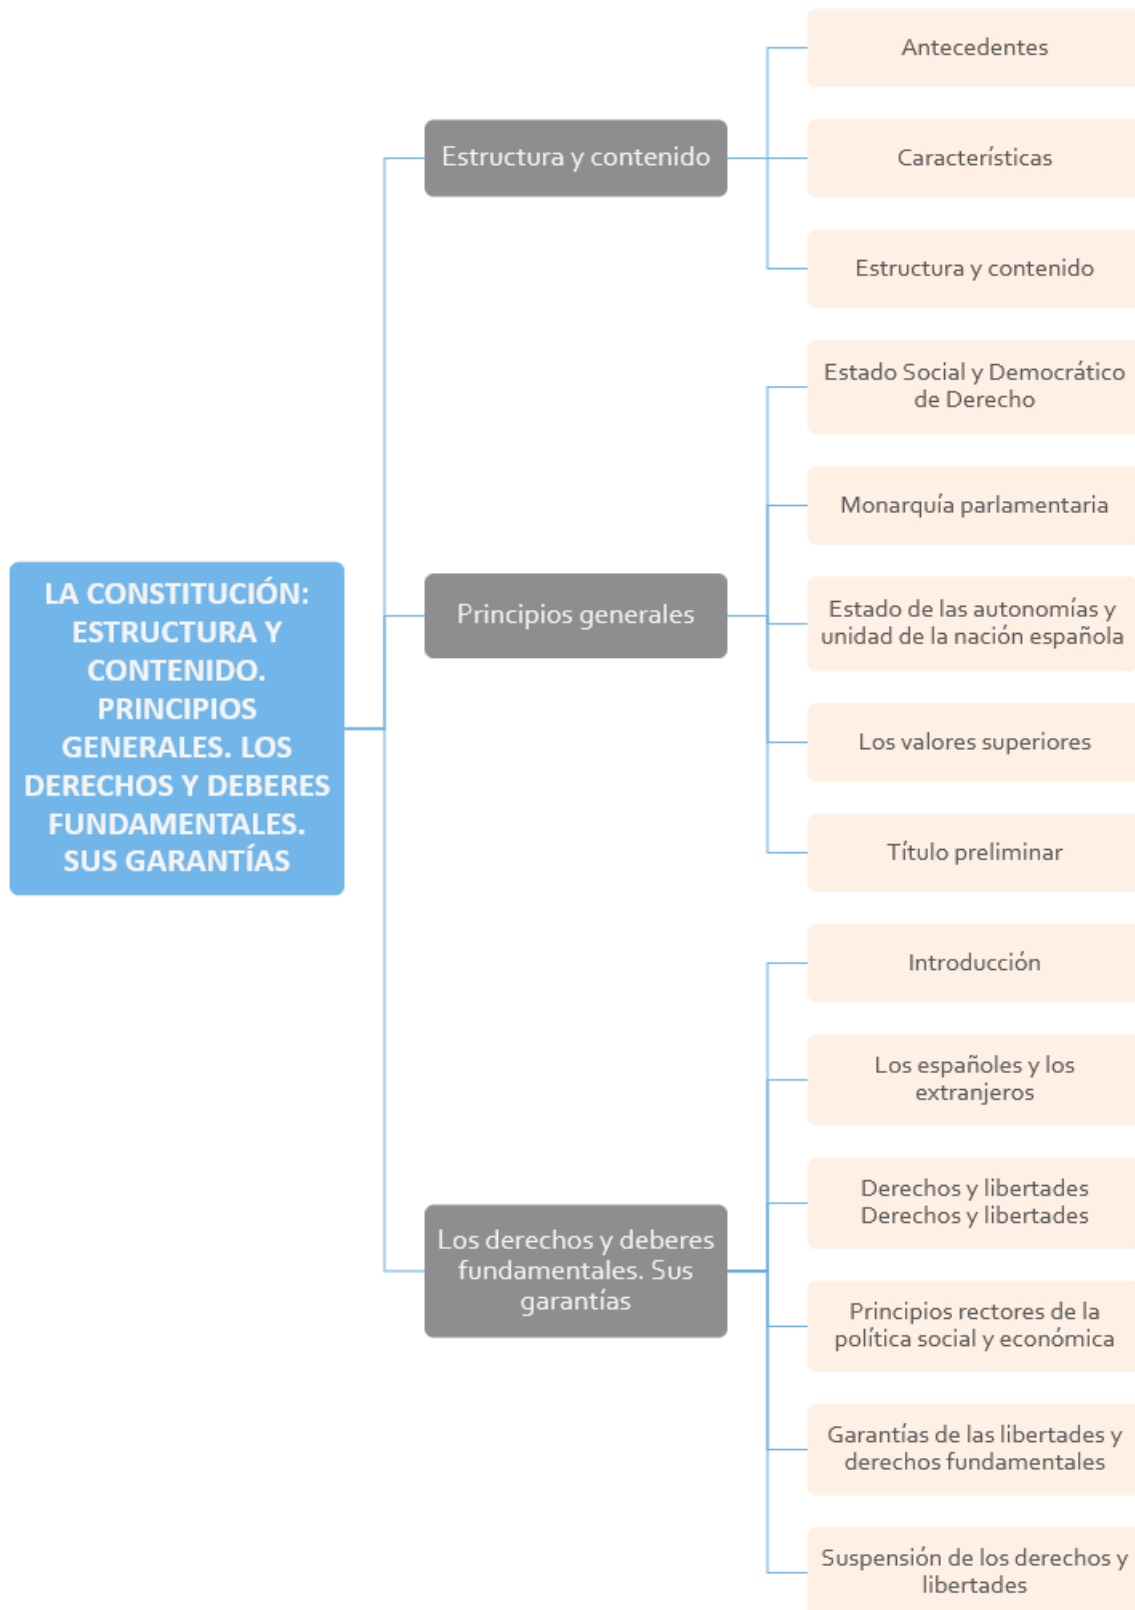 LA CONSTITUCIÓN:
ESTRUCTURA Y
CONTENIDO.
PRINCIPIOS
GENERALES. LOS
DERECHOS Y DEBERES
FUNDAMENTALES.
SUS GARANTÍAS
Estructura y contenido
Antecedentes
Características
Estructura y contenido
Principios generales
Estado Social y Democrático
de Derecho
Monarquía parlamentaria
Estado de las autonomías y
unidad de la nación española
Los valores superiores
Título preliminar
Los derechos y deberes
fundamentales. Sus
garantías
Introducción
Los españoles y los
extranjeros
Derechos y libertades
Derechos y libertades
Principios rectores de la
política social y económica
Garantías de las libertades y
derechos fundamentales
Suspensión de los derechos y
libertades